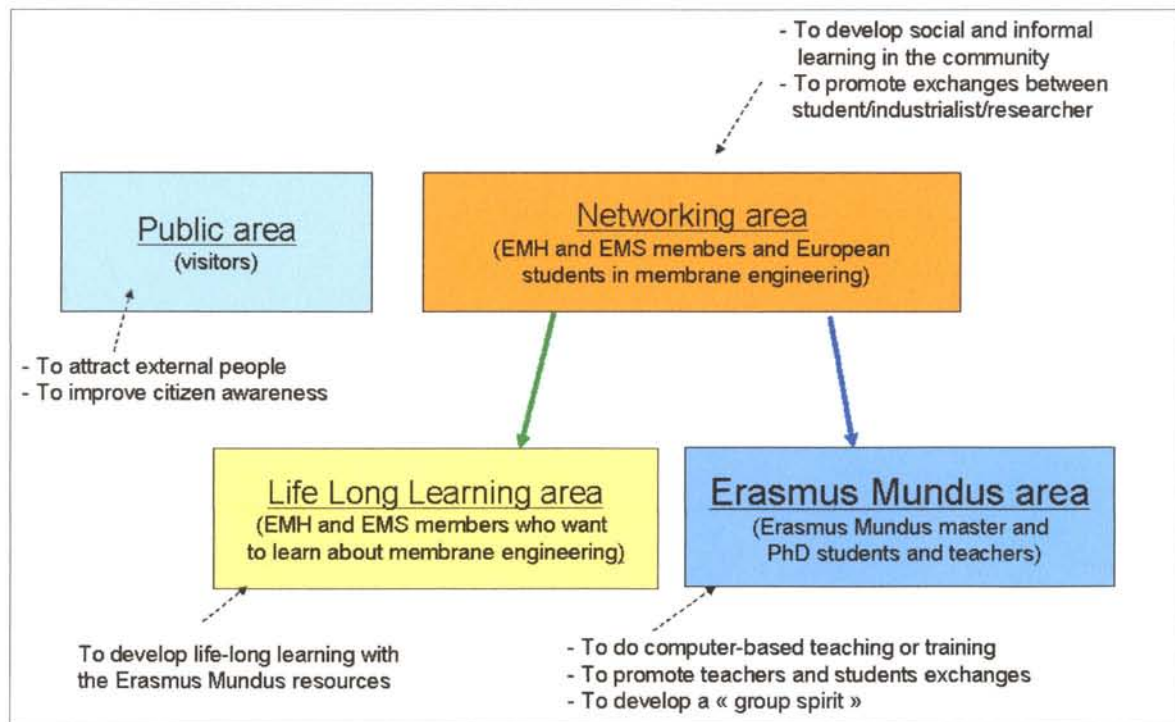 - To develop social and informal
learning in the community
- To promote exchanges between
student/industrialist/researcher
Public area
(visitors)
Networking area
(EMH and EMS members and European
students in membrane engineering)
- To attract external people
- To improve citizen awareness
Life Long Learning area
(EMH and EMS members who want
to learn about membrane engineering)
Erasmus Mundus area
(Erasmus Mundus master and
PhD students and teachers)
To develop life-long learning with
the Erasmus Mundus resources
- To do computer-based teaching or training
- To promote teachers and students exchanges
- To develop a « group spirit »